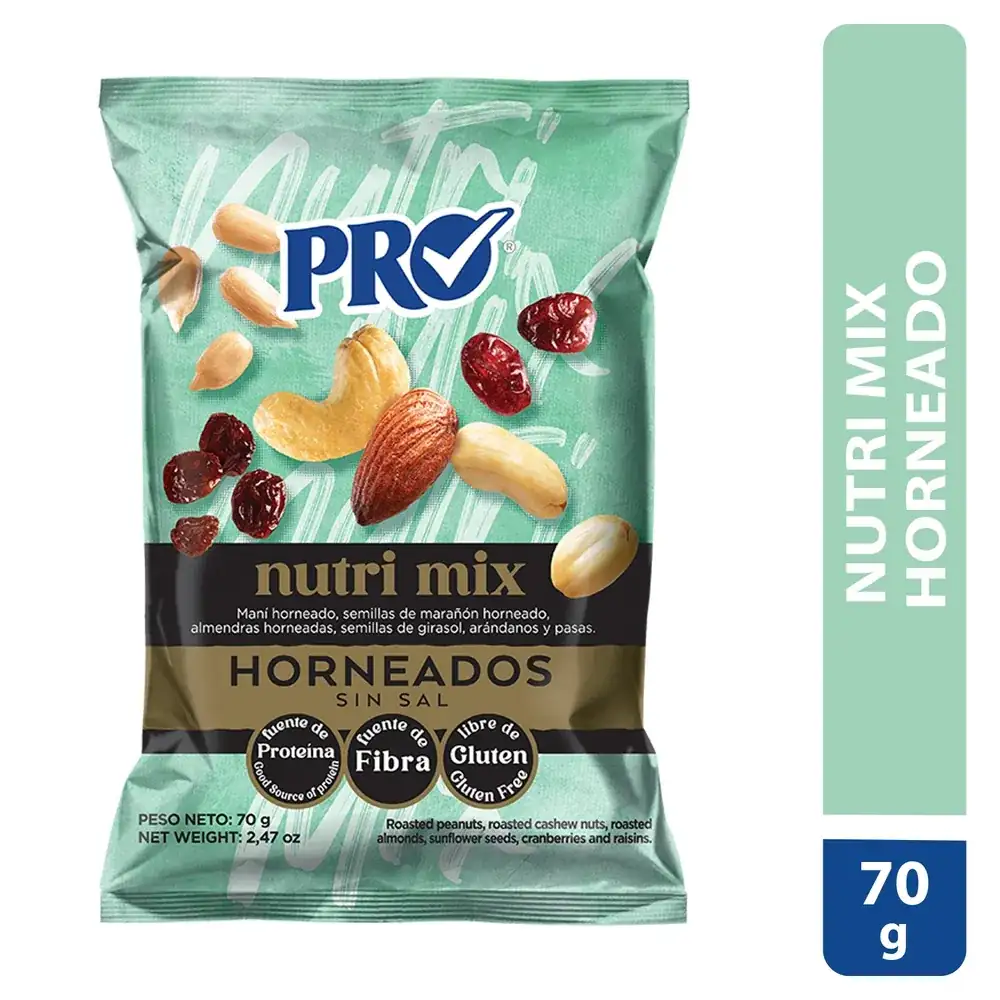 PRO
®
nutri mix
Maní horneado, semillas de marañón horneado,
almendras horneadas, semillas de girasol, arándanos y pasas.
HORNEADOS
SIN SAL
fuente de
Proteína
Good Source of protein
fuente de
Fibra
libre de
Gluten
Gluten Free
PESO NETO: 70 g
NET WEIGHT: 2,47 oz
Roasted peanuts, roasted cashew nuts, roasted
almonds, sunflower seeds, cranberries and raisins.
NUTRI MIX
HORNEADO
70
g